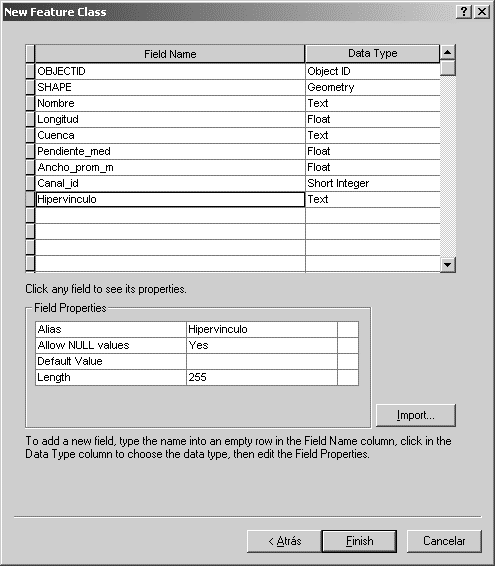 New Feature Class
Field Name Data Type
OBJECTID Object ID
SHAPE Geometry
Nombre Text
Longitud Float
Cuenca Text
Pendiente_med Float
Ancho_prom_m Float
Canal_id Short Integer
Hipervinculo Text
Click any field to see its properties.
Field Properties
Alias Hipervinculo
Allow NULL values Yes
Default Value
Length 255
Import...
To add a new field, type the name into an empty row in the Field Name column, click in the
Data Type column to choose the data type, then edit the Field Properties.
< Atrás Finish Cancelar